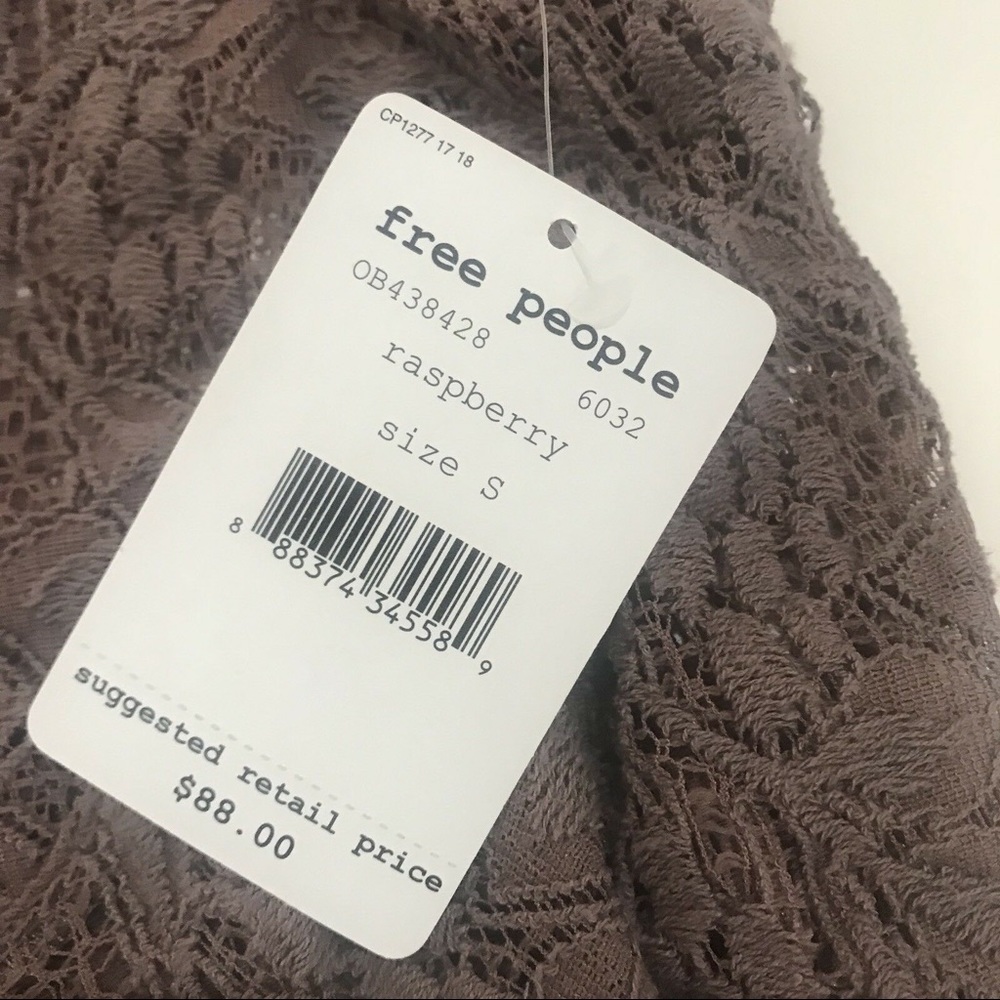 CP1277 17 18
free people
OB438428 6032
raspberry
size S
8 88374 34558 9
suggested retail price
$88.00